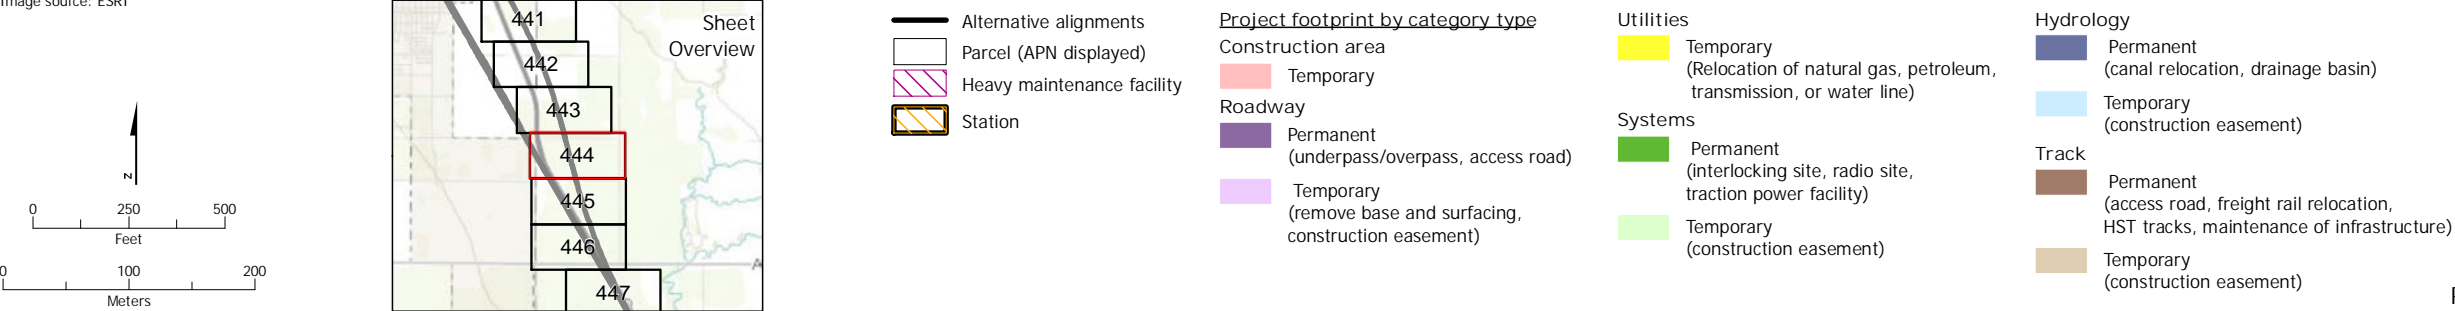 Image source: ESRI
N
0 250 500
Feet
0 100 200
Meters
Sheet
Overview
441
442
443
444
445
446
447
Alternative alignments
Parcel (APN displayed)
Heavy maintenance facility
Station
Project footprint by category type
Construction area
Temporary
Roadway
Permanent
(underpass/overpass, access road)
Temporary
(remove base and surfacing,
construction easement)
Utilities
Temporary
(Relocation of natural gas, petroleum,
transmission, or water line)
Systems
Permanent
(interlocking site, radio site,
traction power facility)
Temporary
(construction easement)
Hydrology
Permanent
(canal relocation, drainage basin)
Temporary
(construction easement)
Track
Permanent
(access road, freight rail relocation,
HST tracks, maintenance of infrastructure)
Temporary
(construction easement)